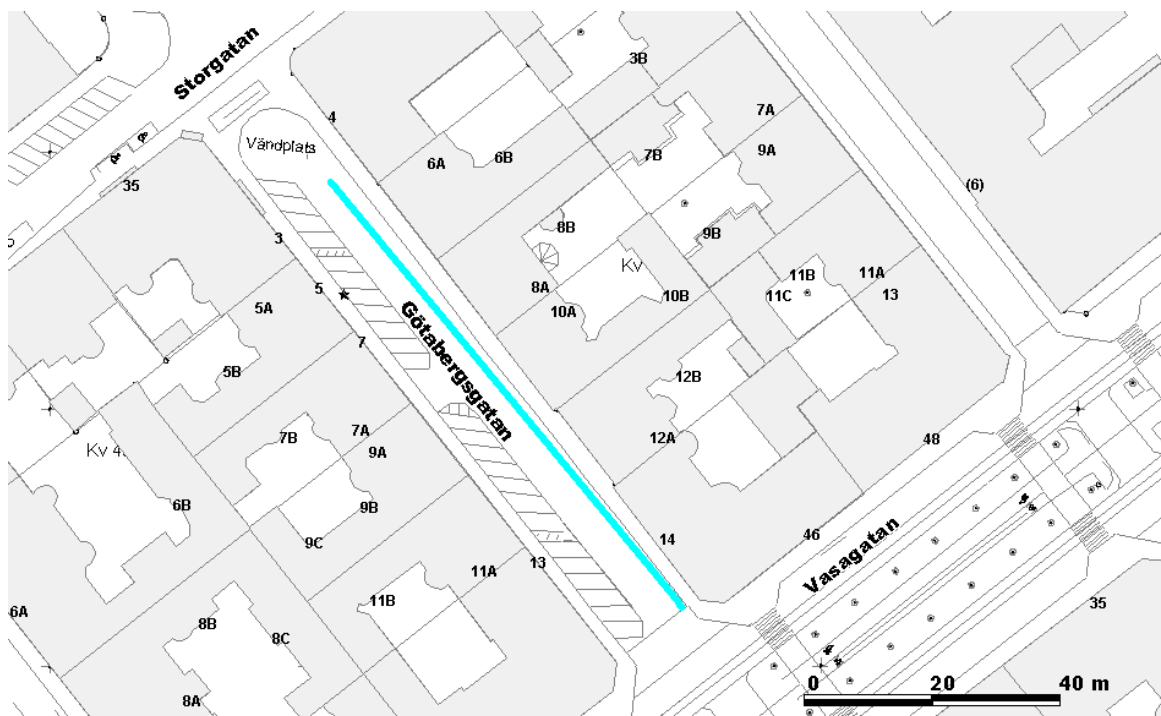 Storgatan
3B
4
7A
Vändplats
6A
6B
7B
9A
35
(6)
3
8B
9B
Kv
5
8A
10B
11B
11A
11C
13
10A
5A
7
Götabergsgatan
5B
12B
7B
7A
12A
48
Kv 4
9A
6B
9B
9C
14
46
Vasagatan
11A
13
11B
35
6A
8B
8C
8A
0 20 40 m